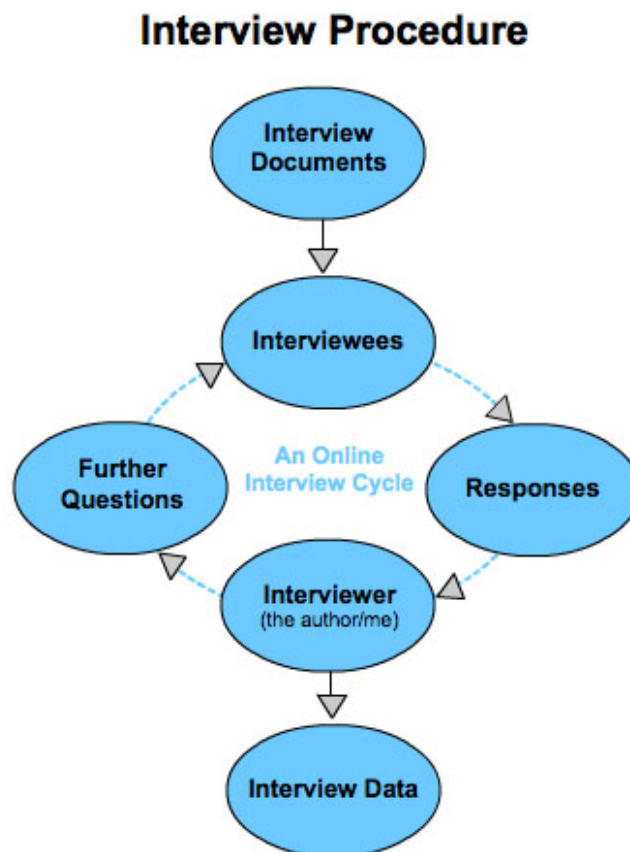 Interview Procedure
Interview
Documents
Interviewees
An Online
Interview Cycle
Further
Questions
Responses
Interviewer
(the author/me)
Interview Data